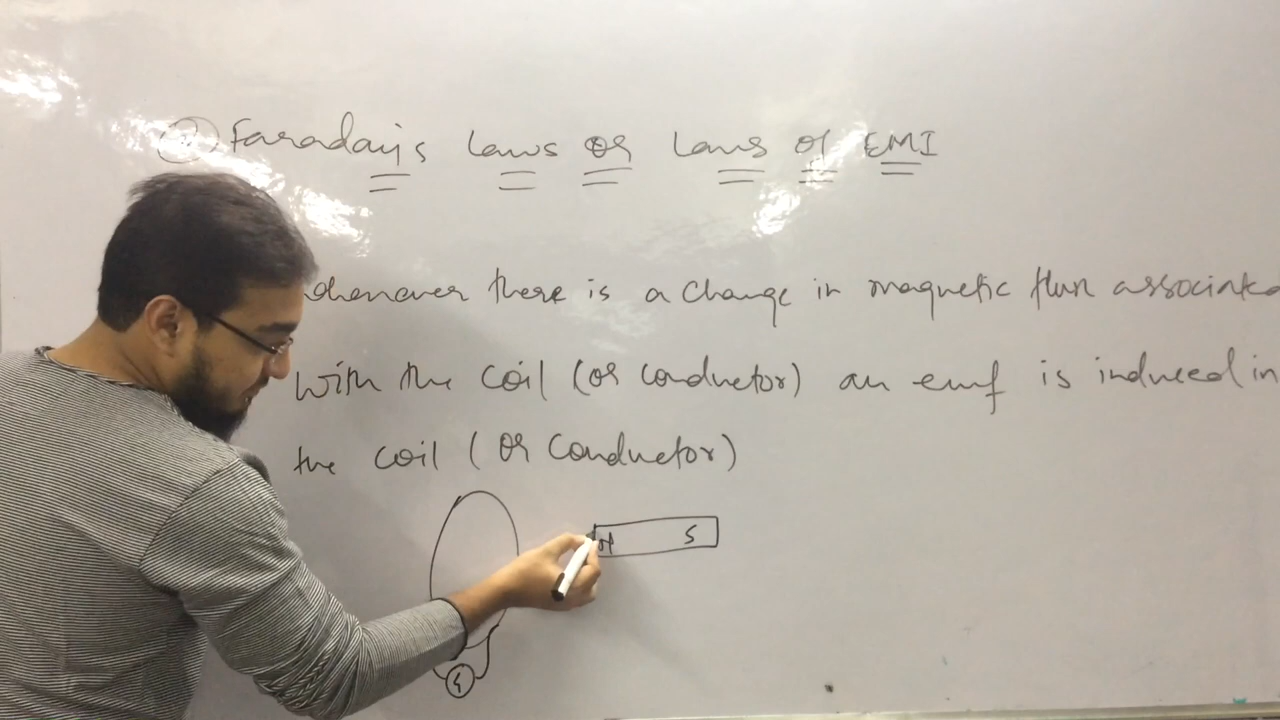 ② Faraday's Laws or Laws of EMI
whenever there is a change in magnetic flux associated
with the coil (or conductor) an emf is induced in
the coil (or conductor)
N S
G